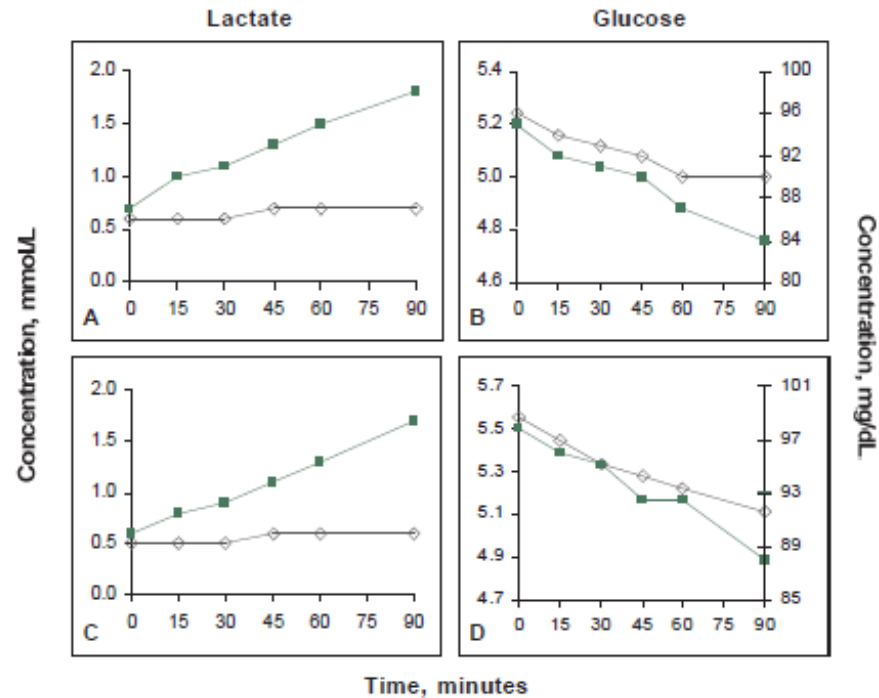 Lactate Glucose
2.0
1.5
1.0
0.5
0.0
0 15 30 45 60 75 90
A
5.4
5.2
5.0
4.8
4.6
100
96
92
88
84
80
0 15 30 45 60 75 90
B
Concentration, mmol/L
Concentration, mg/dL
2.0
1.5
1.0
0.5
0.0
0 15 30 45 60 75 90
C
5.7
5.5
5.3
5.1
4.9
4.7
101
97
93
89
85
0 15 30 45 60 75 90
D
Time, minutes